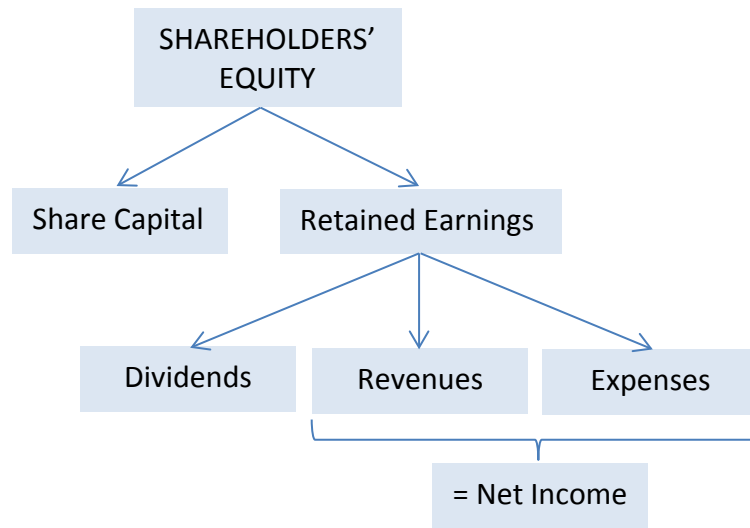 SHAREHOLDERS’
EQUITY
Share Capital
Retained Earnings
Dividends
Revenues
Expenses
= Net Income